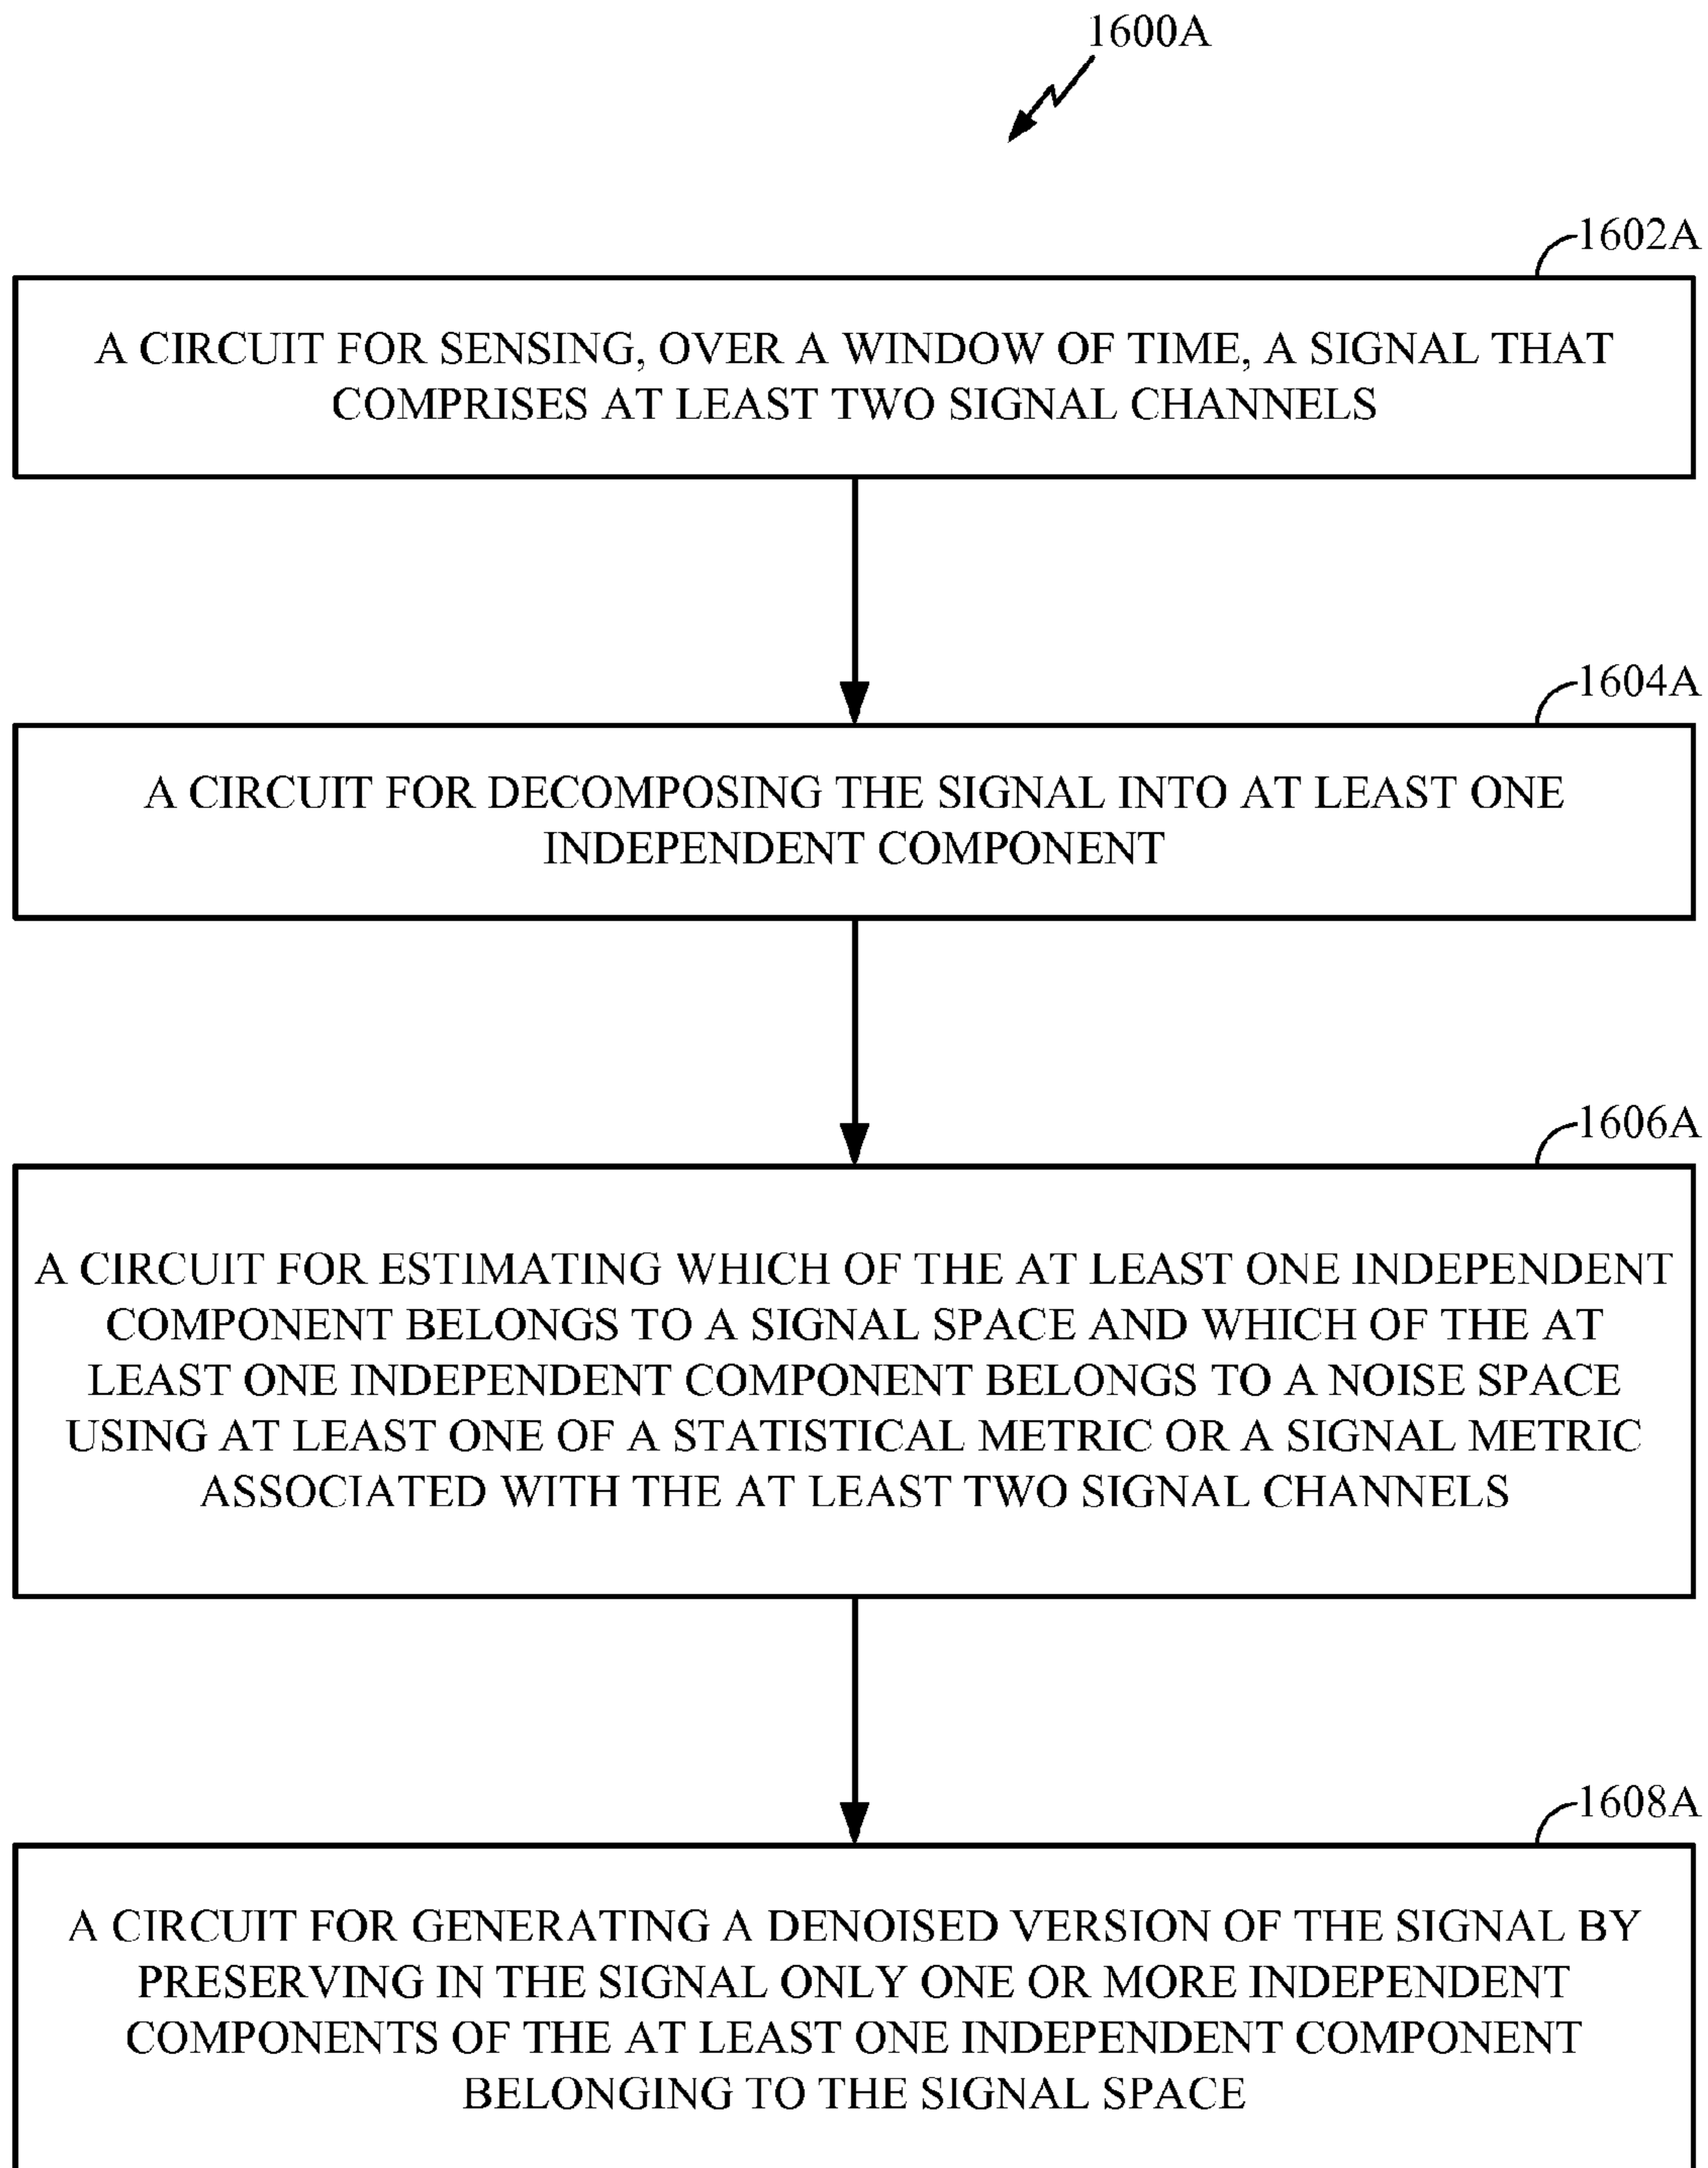 1600A
1602A
A CIRCUIT FOR SENSING, OVER A WINDOW OF TIME, A SIGNAL THAT
COMPRISES AT LEAST TWO SIGNAL CHANNELS
1604A
A CIRCUIT FOR DECOMPOSING THE SIGNAL INTO AT LEAST ONE
INDEPENDENT COMPONENT
1606A
A CIRCUIT FOR ESTIMATING WHICH OF THE AT LEAST ONE INDEPENDENT
COMPONENT BELONGS TO A SIGNAL SPACE AND WHICH OF THE AT
LEAST ONE INDEPENDENT COMPONENT BELONGS TO A NOISE SPACE
USING AT LEAST ONE OF A STATISTICAL METRIC OR A SIGNAL METRIC
ASSOCIATED WITH THE AT LEAST TWO SIGNAL CHANNELS
1608A
A CIRCUIT FOR GENERATING A DENOISED VERSION OF THE SIGNAL BY
PRESERVING IN THE SIGNAL ONLY ONE OR MORE INDEPENDENT
COMPONENTS OF THE AT LEAST ONE INDEPENDENT COMPONENT
BELONGING TO THE SIGNAL SPACE